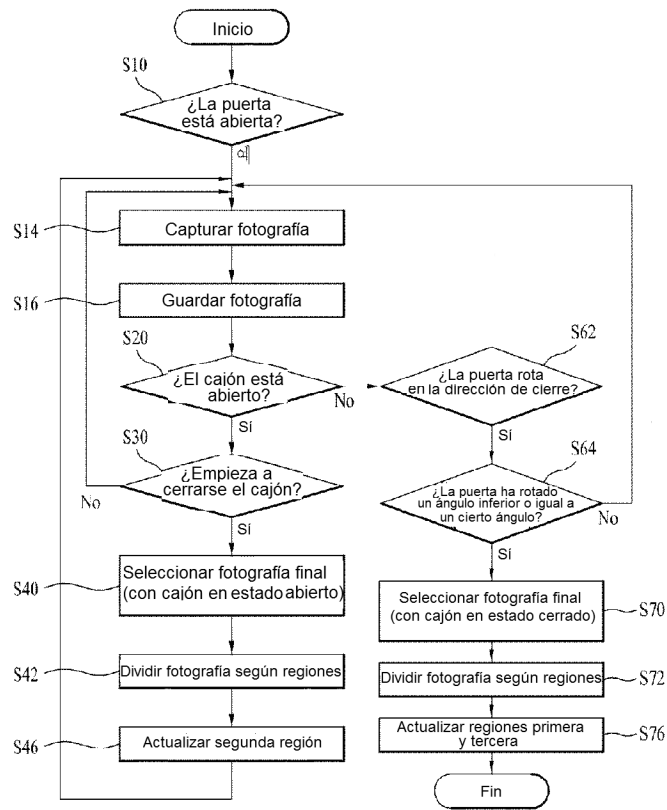 Inicio
S10
¿La puerta
está abierta?
예
S14
Capturar fotografía
S16
Guardar fotografía
S20
¿El cajón está
abierto?
No
Sí
S62
¿La puerta rota
en la dirección de cierre?
Sí
S30
¿Empieza a
cerrarse el cajón?
No
Sí
S64
¿La puerta ha rotado
un ángulo inferior o igual a
un cierto ángulo?
No
Sí
S40
Seleccionar fotografía final
(con cajón en estado abierto)
S70
Seleccionar fotografía final
(con cajón en estado cerrado)
S42
Dividir fotografía según regiones
S72
Dividir fotografía según regiones
S46
Actualizar segunda región
S76
Actualizar regiones primera
y tercera
Fin